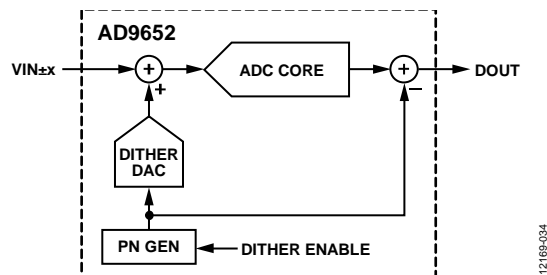 AD9652
VIN±x
+
+
ADC CORE
+
−
DOUT
DITHER
DAC
PN GEN
DITHER ENABLE
12169-034